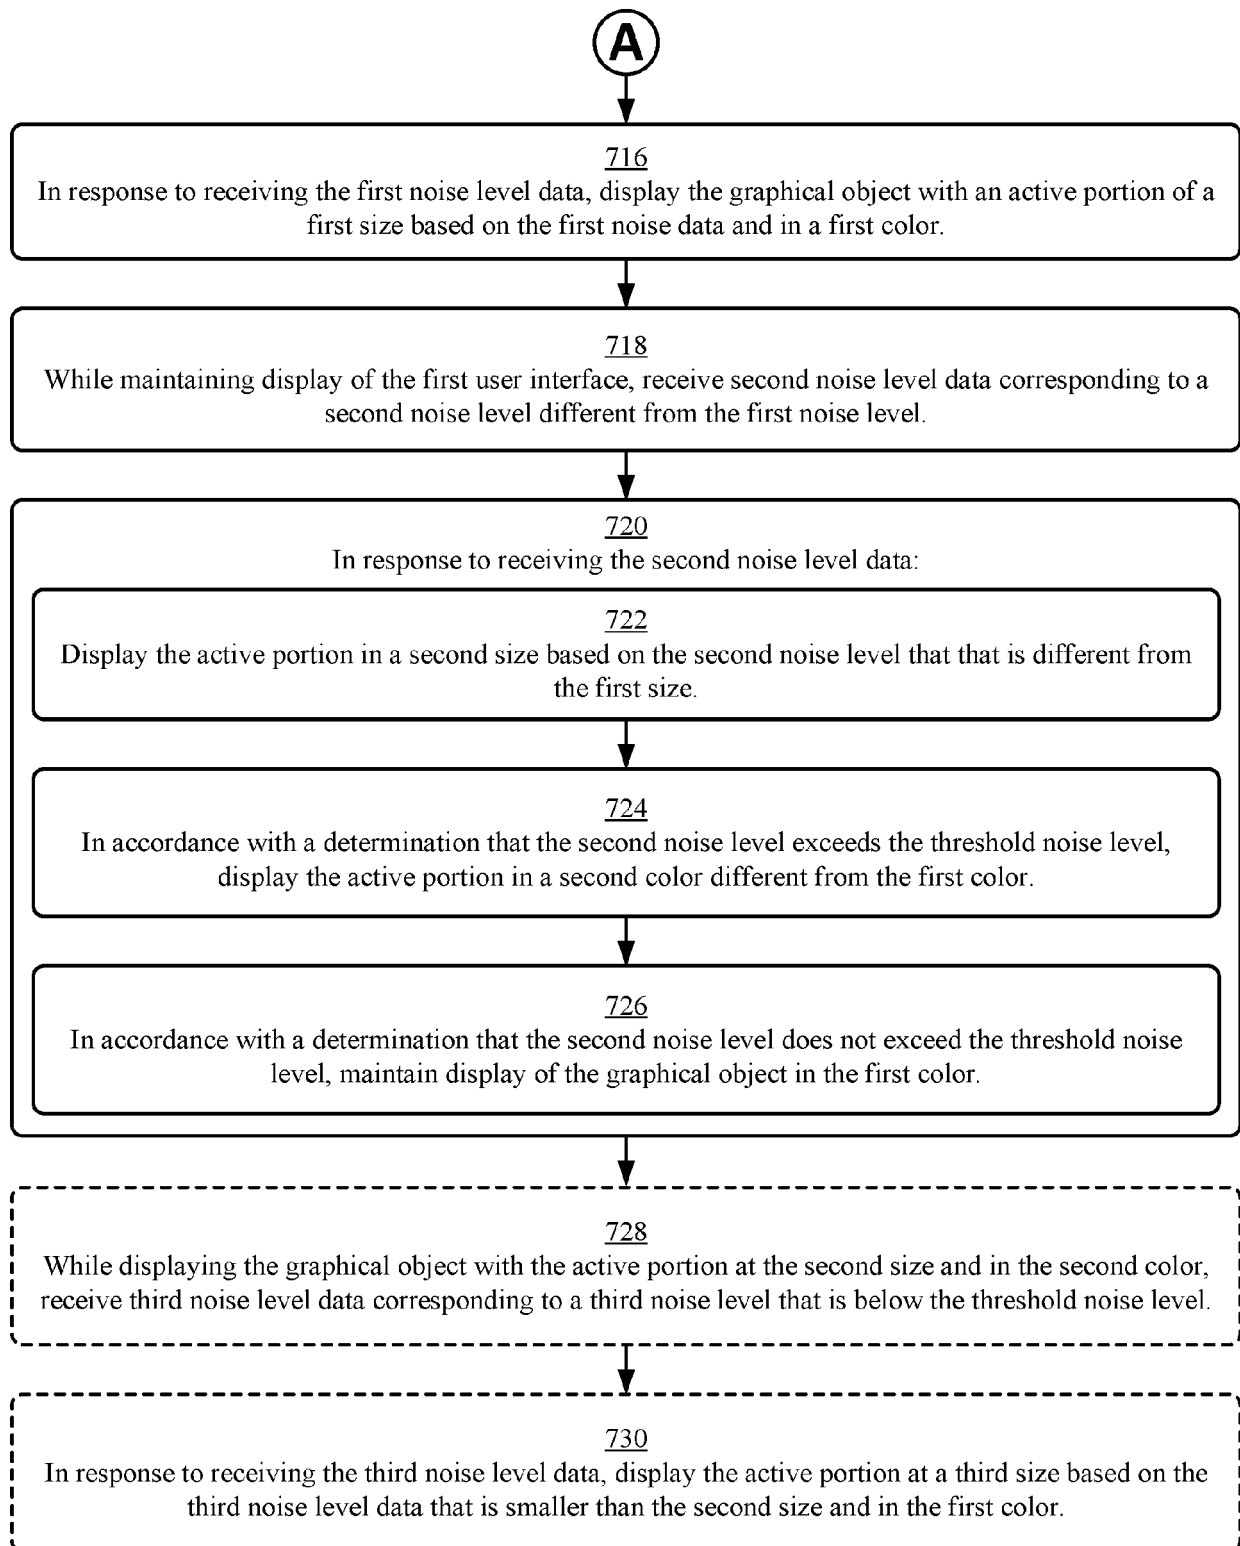 A
716
In response to receiving the first noise level data, display the graphical object with an active portion of a
first size based on the first noise data and in a first color.
718
While maintaining display of the first user interface, receive second noise level data corresponding to a
second noise level different from the first noise level.
720
In response to receiving the second noise level data:
722
Display the active portion in a second size based on the second noise level that that is different from
the first size.
724
In accordance with a determination that the second noise level exceeds the threshold noise level,
display the active portion in a second color different from the first color.
726
In accordance with a determination that the second noise level does not exceed the threshold noise
level, maintain display of the graphical object in the first color.
728
While displaying the graphical object with the active portion at the second size and in the second color,
receive third noise level data corresponding to a third noise level that is below the threshold noise level.
730
In response to receiving the third noise level data, display the active portion at a third size based on the
third noise level data that is smaller than the second size and in the first color.